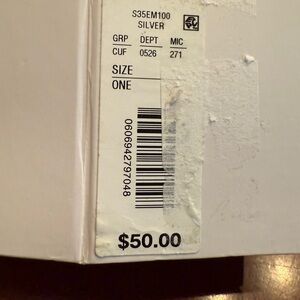 S35EM100
SILVER
GRP DEPT MIC
CUF 0526 271
SIZE
ONE
0606942797048
$50.00